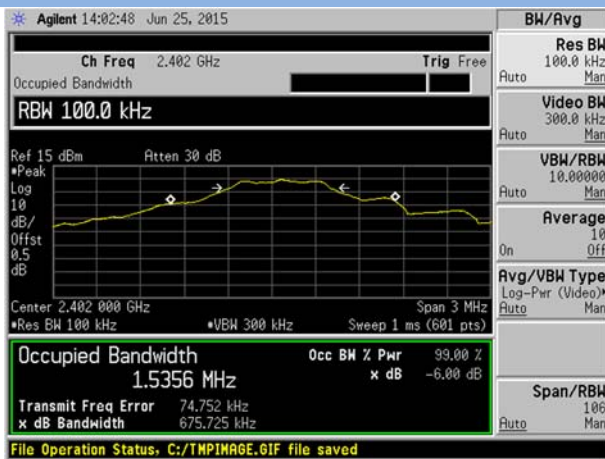 Agilent 14:02:48 Jun 25, 2015
BW/Avg
Ch Freq 2.402 GHz Trig Free
Occupied Bandwidth
RBW 100.0 kHz
Ref 15 dBm Atten 30 dB
*Peak
Log
10
dB/
Offst
0.5
dB
Center 2.402 000 GHz Span 3 MHz
*Res BW 100 kHz *VBW 300 kHz Sweep 1 ms (601 pts)
Occupied Bandwidth
1.5356 MHz
Occ BW % Pwr 99.00 %
x dB -6.00 dB
Transmit Freq Error 74.752 kHz
x dB Bandwidth 675.725 kHz
File Operation Status, C:/TMPIMAGE.GIF file saved
Res BW
100.0 kHz
Auto Man
Video BW
300.0 kHz
Auto Man
VBW/RBW
10.00000
Auto Man
Average
10
On Off
Avg/VBW Type
Log-Pwr (Video)
Auto Man
Span/RBW
106
Auto Man